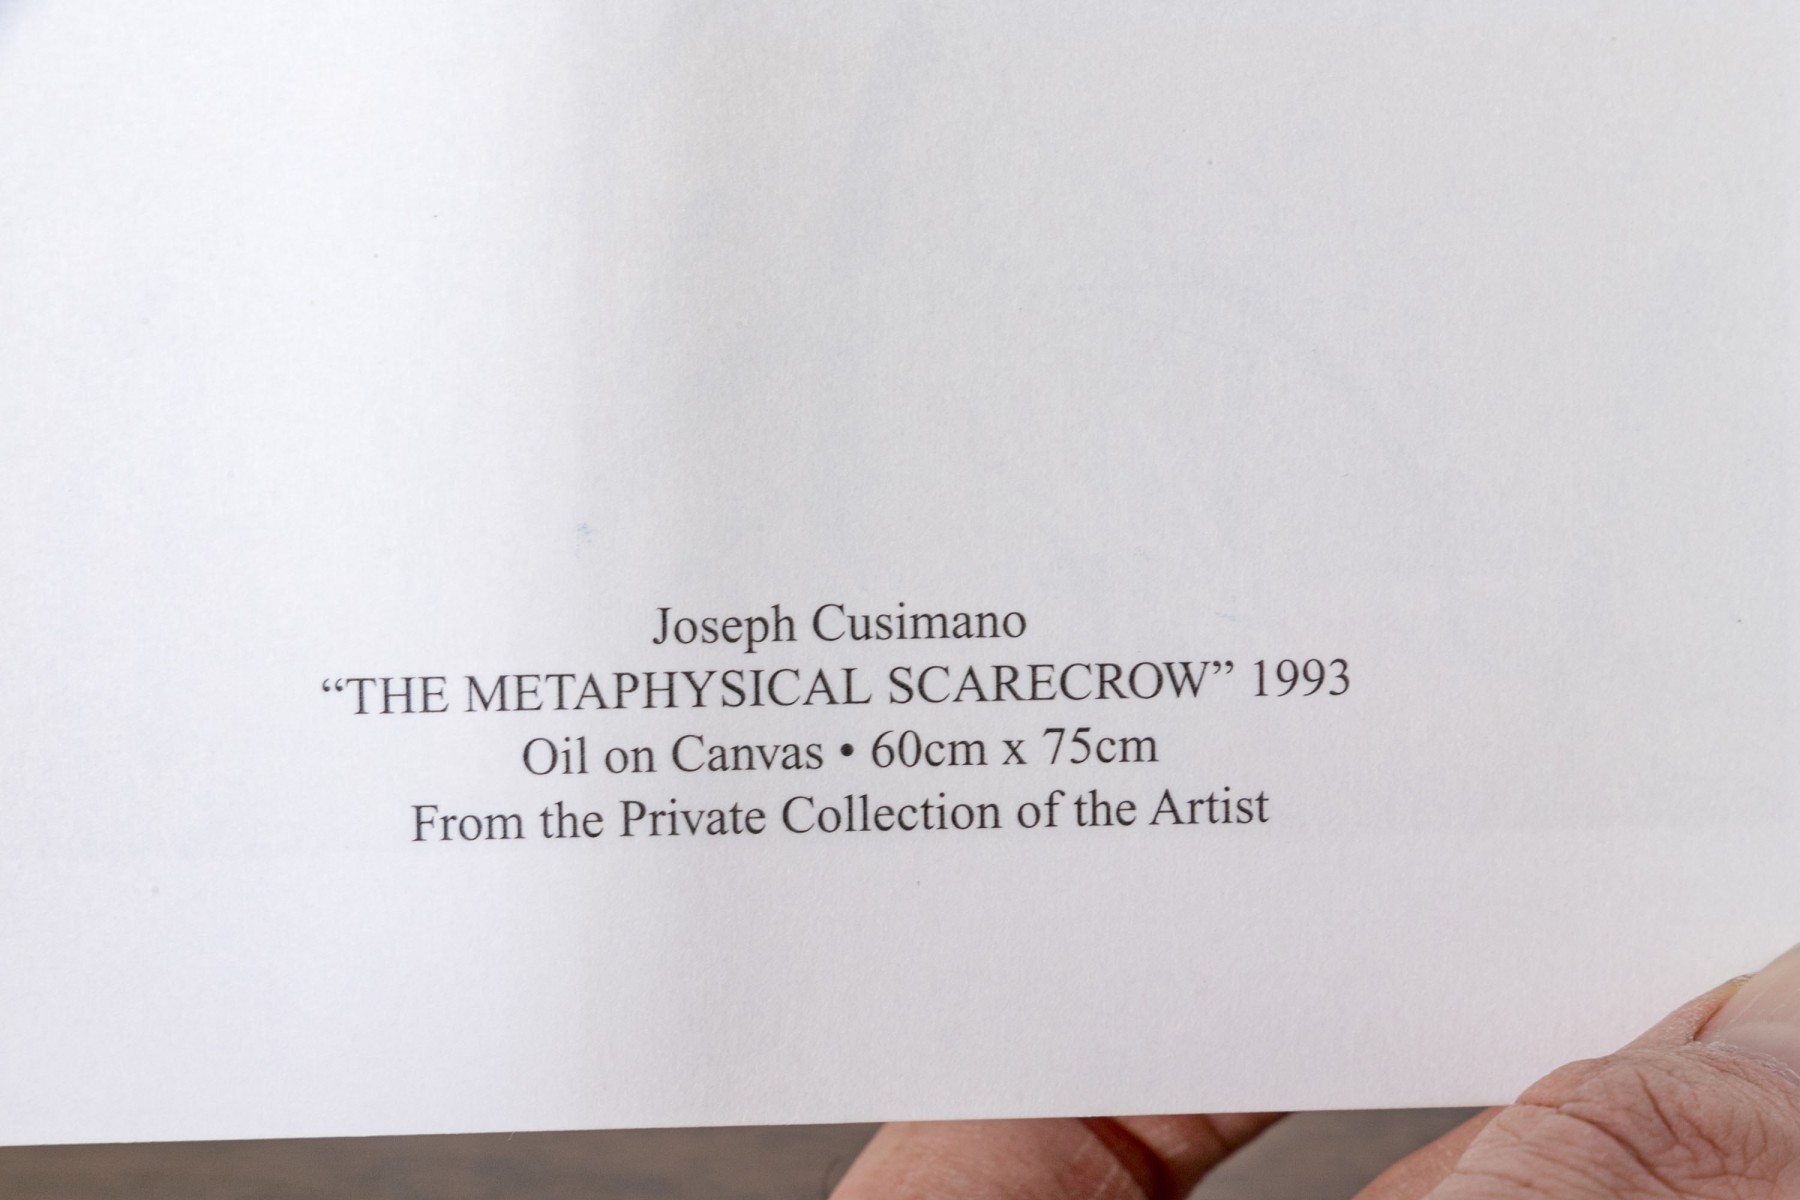 Joseph Cusimano
“THE METAPHYSICAL SCARECROW” 1993
Oil on Canvas • 60cm x 75cm
From the Private Collection of the Artist